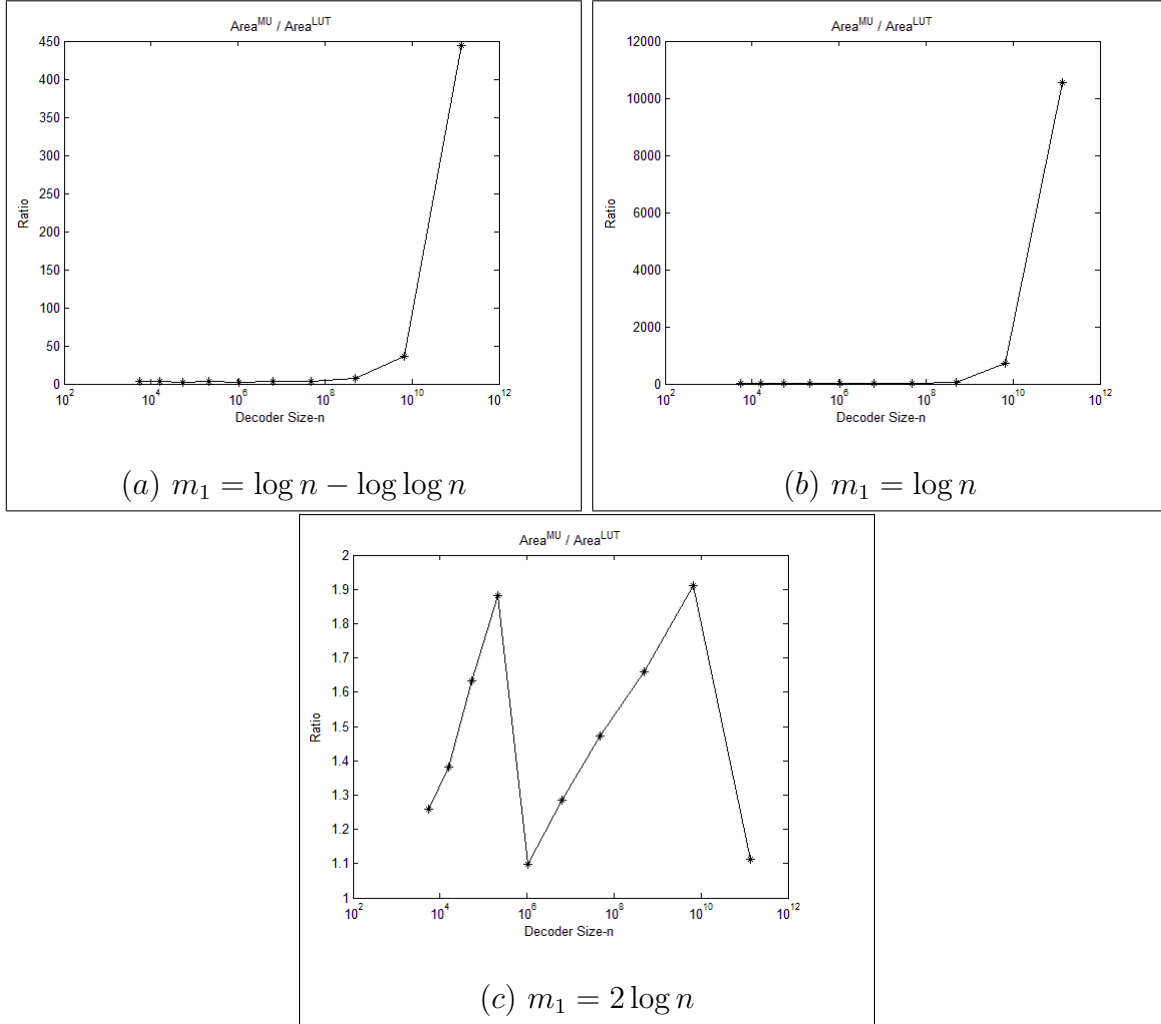 Area^MU / Area^LUT
450
400
350
300
250
200
150
100
50
0
Ratio
10^2 10^4 10^6 10^8 10^10 10^12
Decoder Size-n
(a) m_1 = log n − log log n
Area^MU / Area^LUT
12000
10000
8000
6000
4000
2000
0
Ratio
10^2 10^4 10^6 10^8 10^10 10^12
Decoder Size-n
(b) m_1 = log n
Area^MU / Area^LUT
2
1.9
1.8
1.7
1.6
1.5
1.4
1.3
1.2
1.1
1
Ratio
10^2 10^4 10^6 10^8 10^10 10^12
Decoder Size-n
(c) m_1 = 2 log n